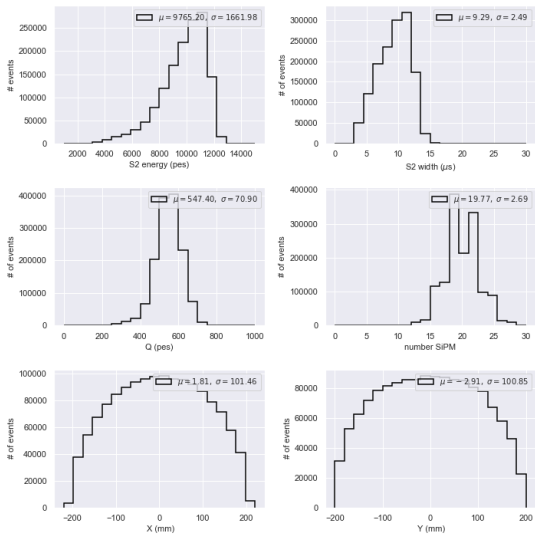 μ = 9765.20, σ = 1661.98
# of events
250000
200000
150000
100000
50000
0
2000 4000 6000 8000 10000 12000 14000
S2 energy (pes)
μ = 9.29, σ = 2.49
# of events
300000
250000
200000
150000
100000
50000
0
0 5 10 15 20 25 30
S2 width (μs)
μ = 547.40, σ = 70.90
# of events
400000
300000
200000
100000
0
0 200 400 600 800 1000
Q (pes)
μ = 19.77, σ = 2.69
# of events
400000
300000
200000
100000
0
0 5 10 15 20 25 30
number SiPM
μ = 1.81, σ = 101.46
# of events
100000
80000
60000
40000
20000
0
−200 −100 0 100 200
X (mm)
μ = −2.91, σ = 100.85
# of events
80000
60000
40000
20000
0
−200 −100 0 100 200
Y (mm)